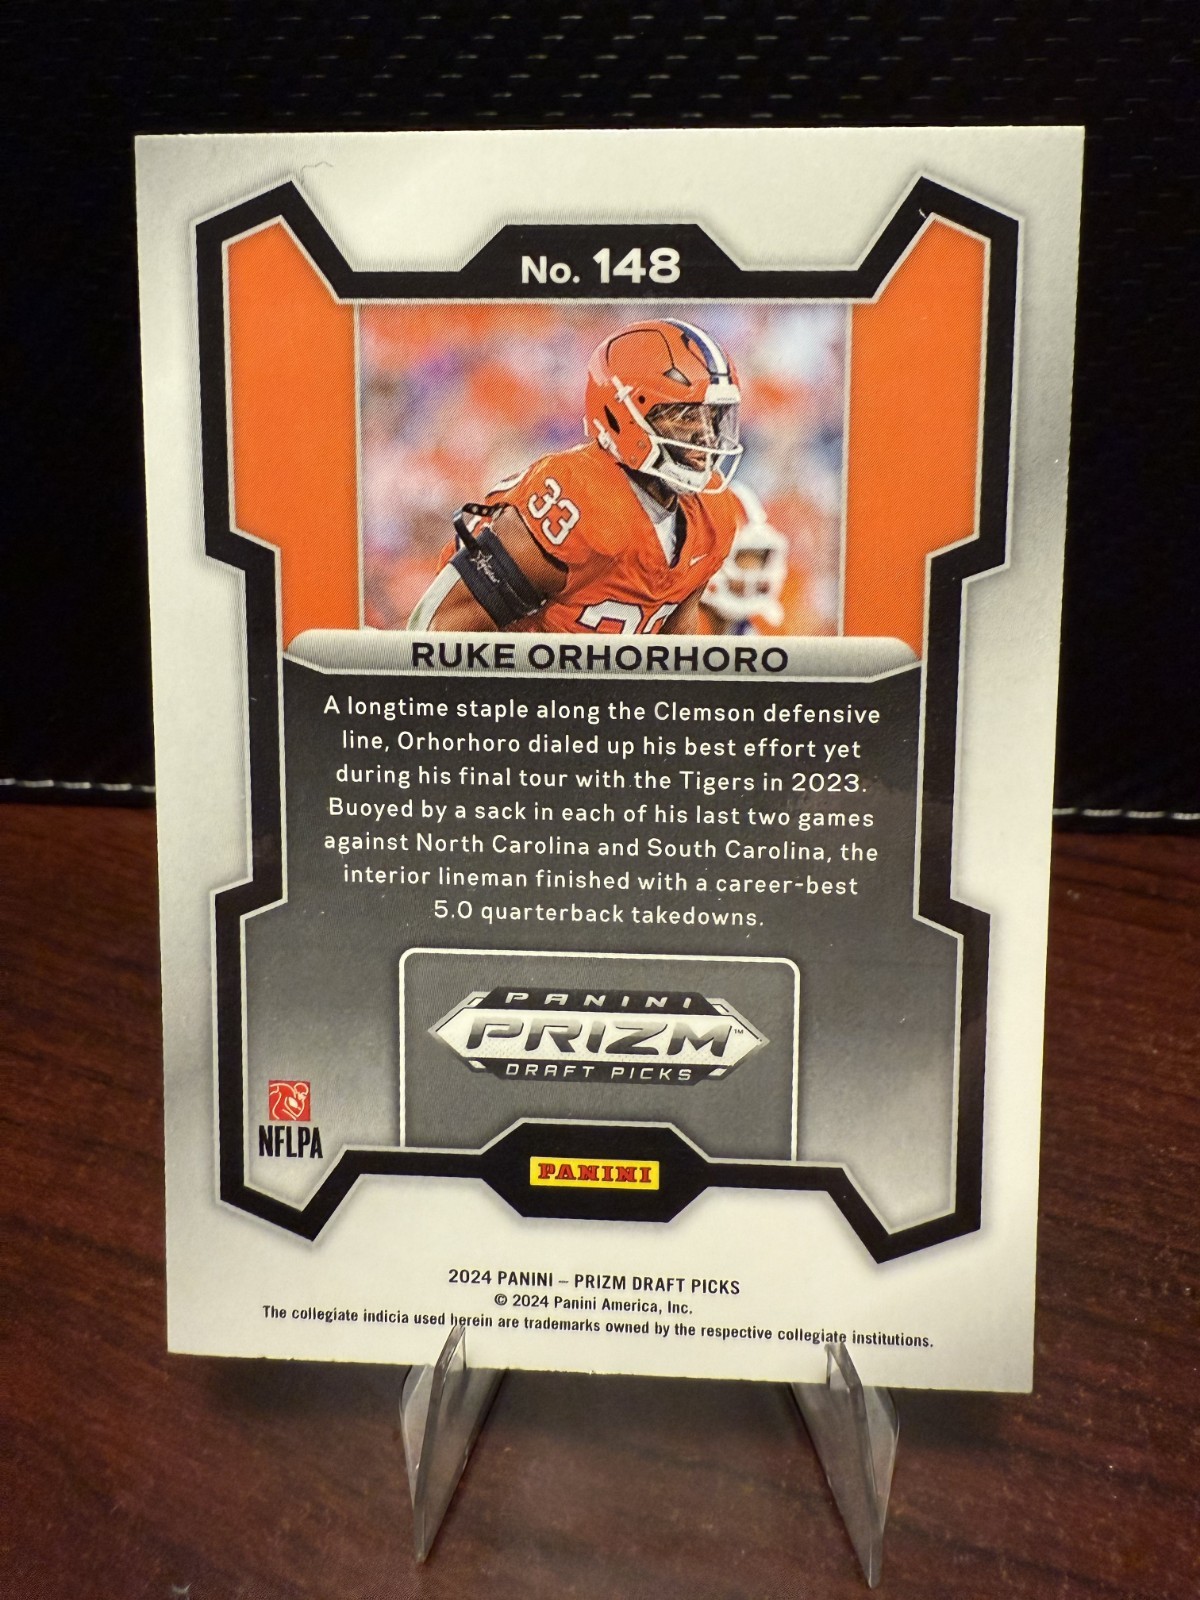 No. 148
33
33
RUKE ORHORHORO
A longtime staple along the Clemson defensive
line, Orhorhoro dialed up his best effort yet
during his final tour with the Tigers in 2023.
Buoyed by a sack in each of his last two games
against North Carolina and South Carolina, the
interior lineman finished with a career-best
5.0 quarterback takedowns.
PANINI
PRIZM™
DRAFT PICKS
NFLPA
PANINI
2024 PANINI – PRIZM DRAFT PICKS
© 2024 Panini America, Inc.
The collegiate indicia used herein are trademarks owned by the respective collegiate institutions.